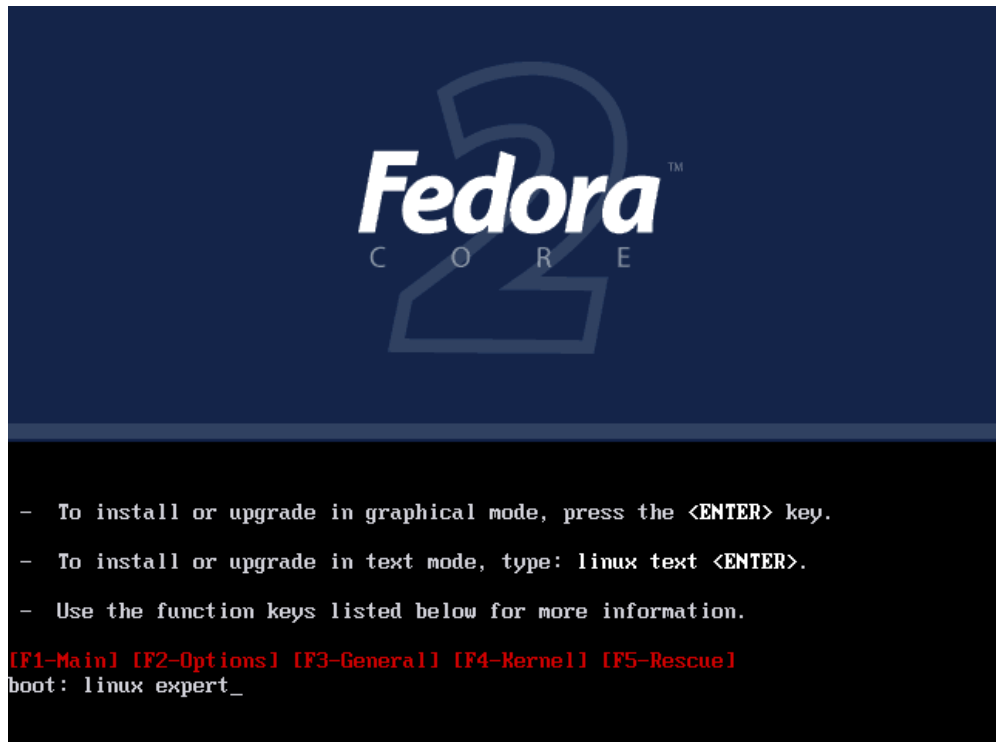 2
Fedora™
CORE
- To install or upgrade in graphical mode, press the <ENTER> key.
- To install or upgrade in text mode, type: linux text <ENTER>.
- Use the function keys listed below for more information.
[F1-Main] [F2-Options] [F3-General] [F4-Kernel] [F5-Rescue]
boot: linux expert_